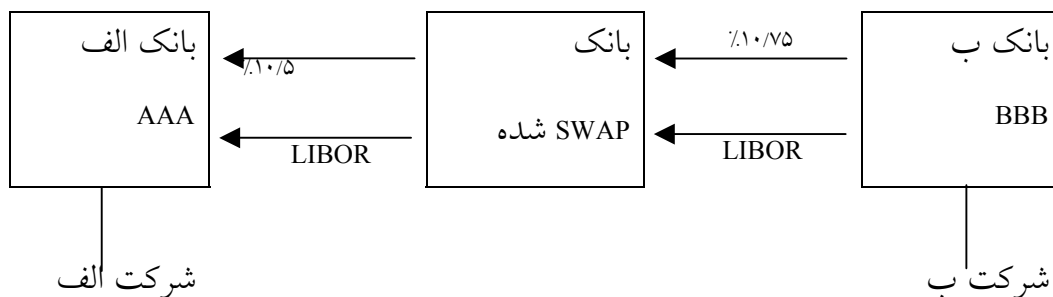 بانک ب
BBB
٪۱۰/۷۵
LIBOR
بانک
SWAP شده
٪۱۰/۵
LIBOR
بانک الف
AAA
شرکت ب
شرکت الف